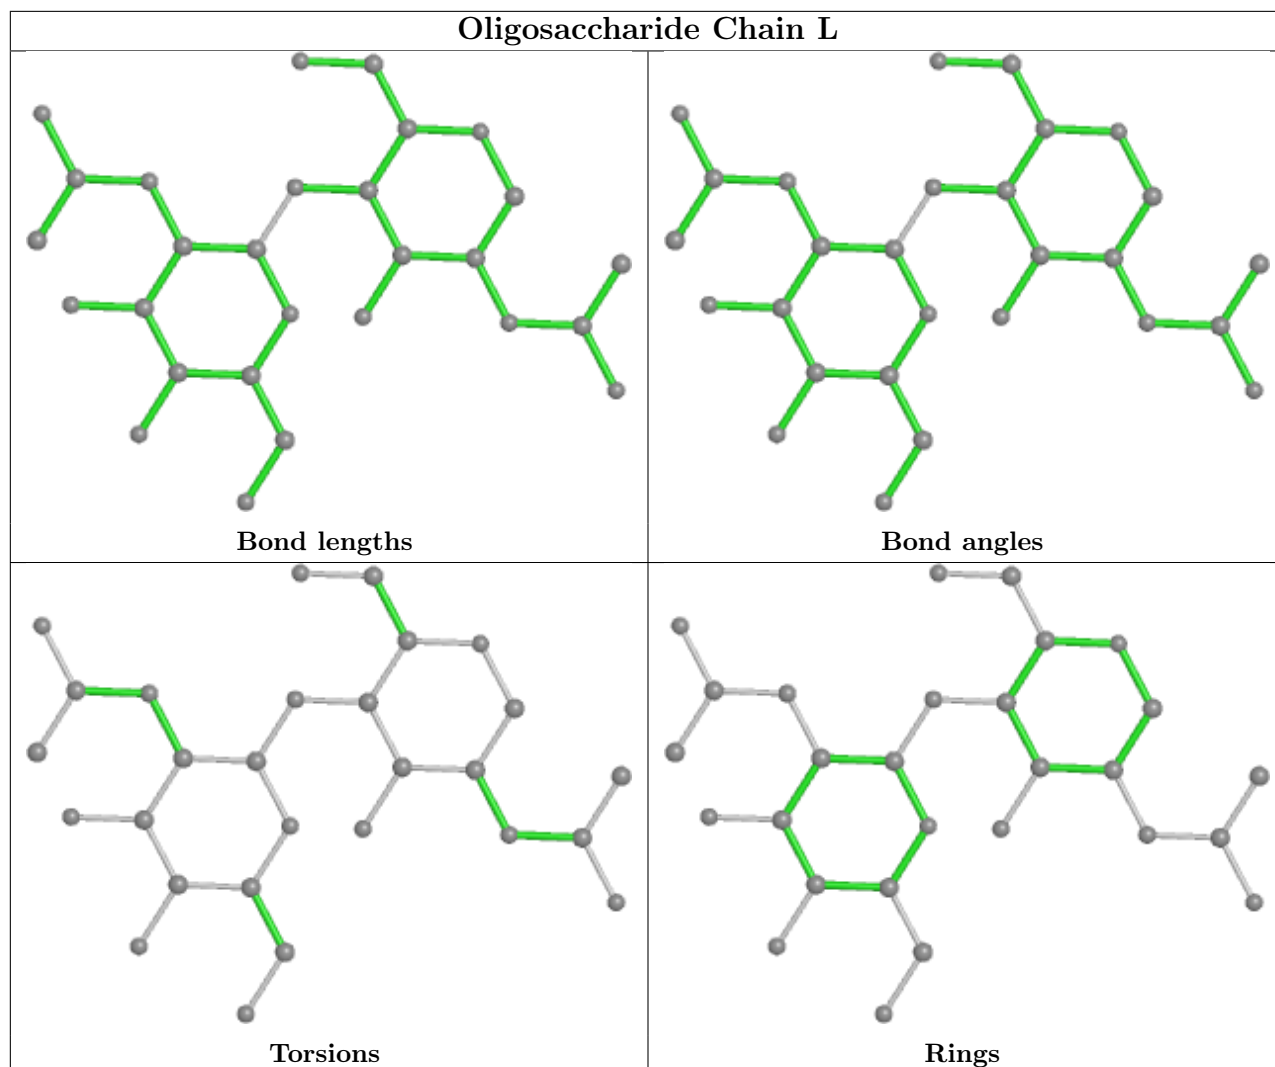 Oligosaccharide Chain L
Bond lengths
Bond angles
Torsions
Rings